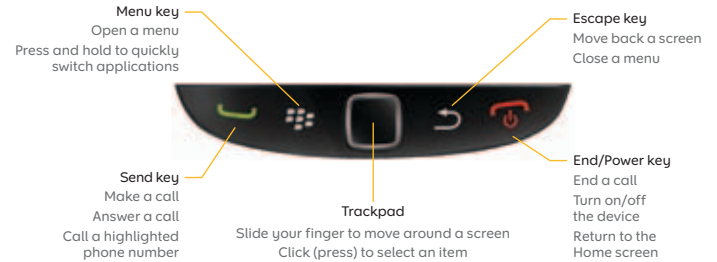 Menu key
Open a menu
Press and hold to quickly
switch applications
Escape key
Move back a screen
Close a menu
Send key
Make a call
Answer a call
Call a highlighted
phone number
Trackpad
Slide your finger to move around a screen
Click (press) to select an item
End/Power key
End a call
Turn on/off
the device
Return to the
Home screen